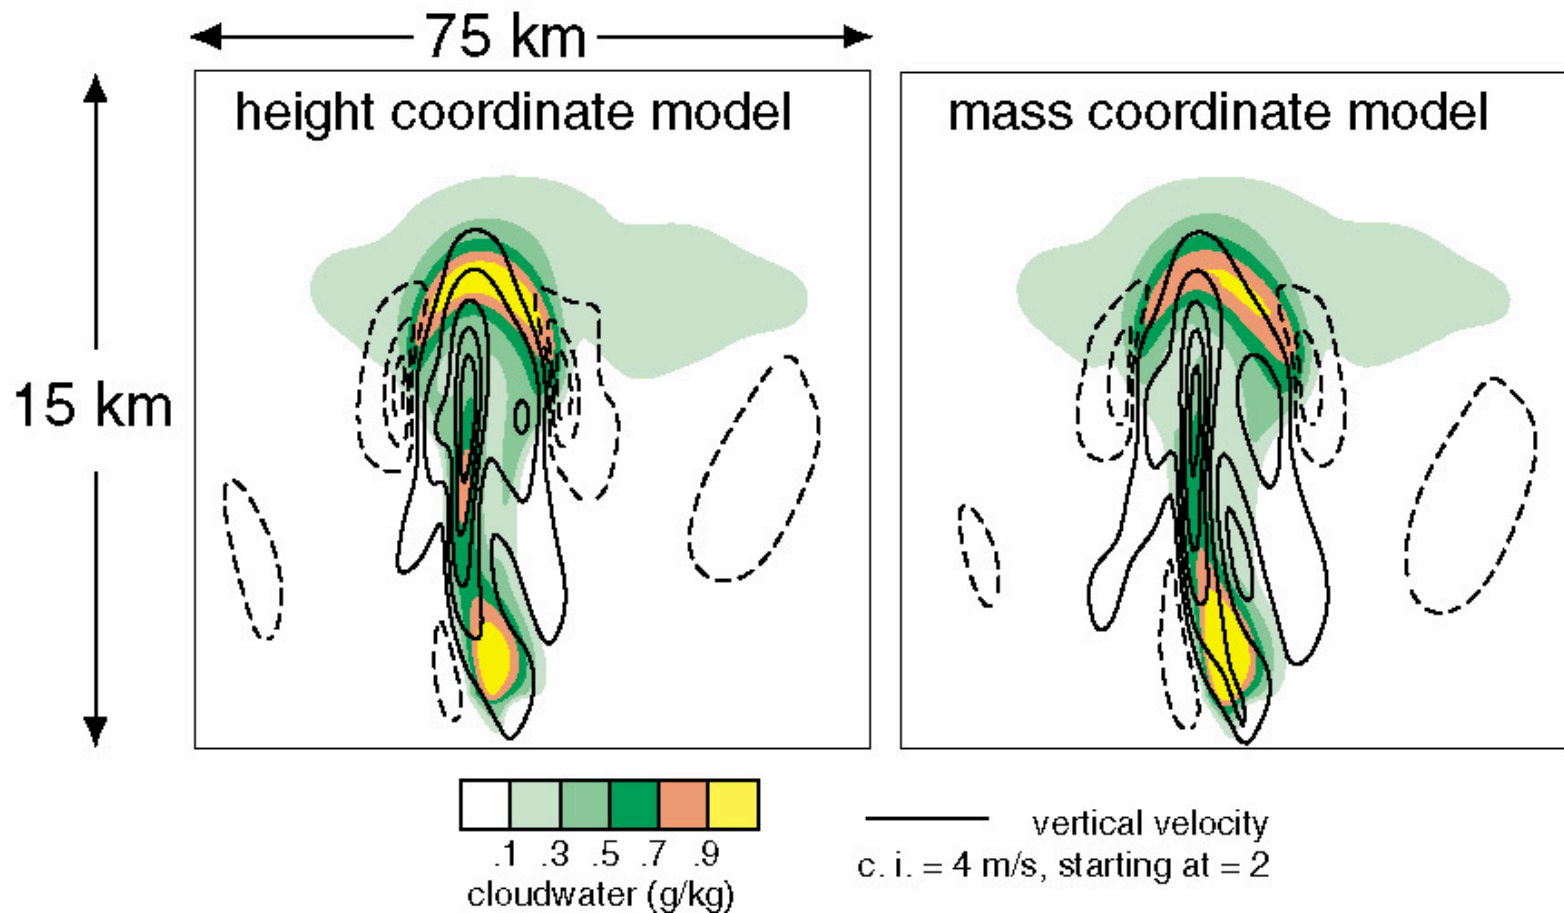 75 km
height coordinate model
mass coordinate model
15 km
.1 .3 .5 .7 .9
cloudwater (g/kg)
vertical velocity
c. i. = 4 m/s, starting at = 2